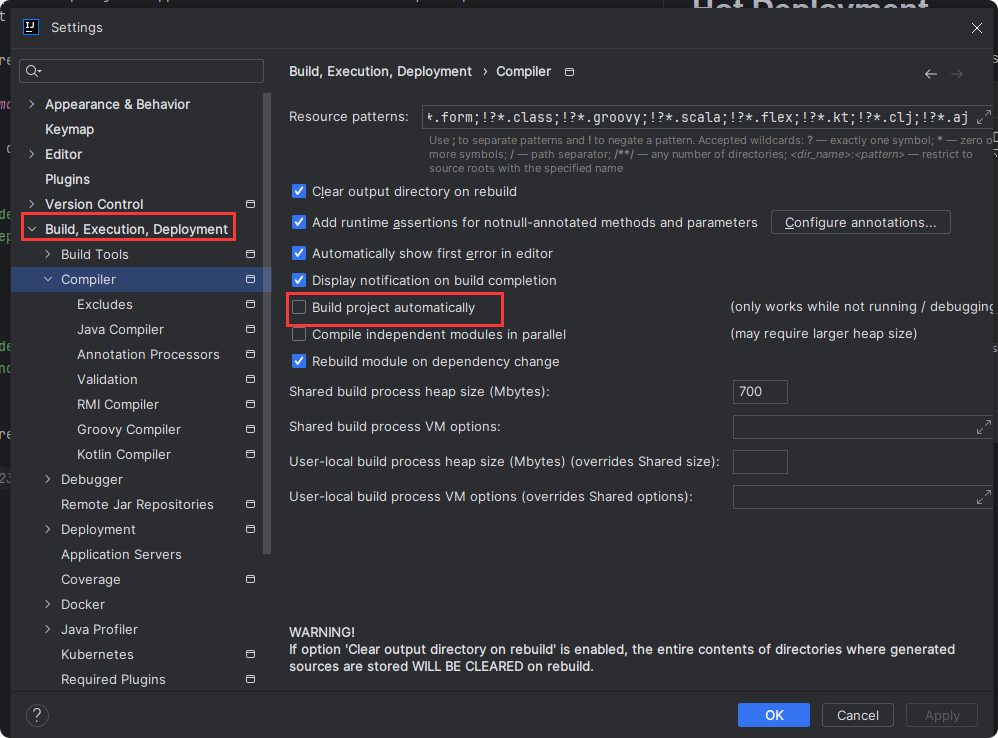 Hot Deployment
Settings
Build, Execution, Deployment › Compiler
Appearance & Behavior
Keymap
Editor
Plugins
Version Control
Build, Execution, Deployment
Build Tools
Compiler
Excludes
Java Compiler
Annotation Processors
Validation
RMI Compiler
Groovy Compiler
Kotlin Compiler
Debugger
Remote Jar Repositories
Deployment
Application Servers
Coverage
Docker
Java Profiler
Kubernetes
Required Plugins
Resource patterns: *.form;!?*.class;!?*.groovy;!?*.scala;!?*.flex;!?*.kt;!?*.clj;!?*.aj
Use ; to separate patterns and ! to negate a pattern. Accepted wildcards: ? — exactly one symbol; * — zero o
more symbols; / — path separator; /**/ — any number of directories; <dir_name>:<pattern> — restrict to
source roots with the specified name
Clear output directory on rebuild
Add runtime assertions for notnull-annotated methods and parameters Configure annotations...
Automatically show first error in editor
Display notification on build completion
Build project automatically (only works while not running / debugging
Compile independent modules in parallel (may require larger heap size)
Rebuild module on dependency change
Shared build process heap size (Mbytes): 700
Shared build process VM options:
User-local build process heap size (Mbytes) (overrides Shared size):
User-local build process VM options (overrides Shared options):
WARNING!
If option 'Clear output directory on rebuild' is enabled, the entire contents of directories where generated
sources are stored WILL BE CLEARED on rebuild.
? OK Cancel Apply